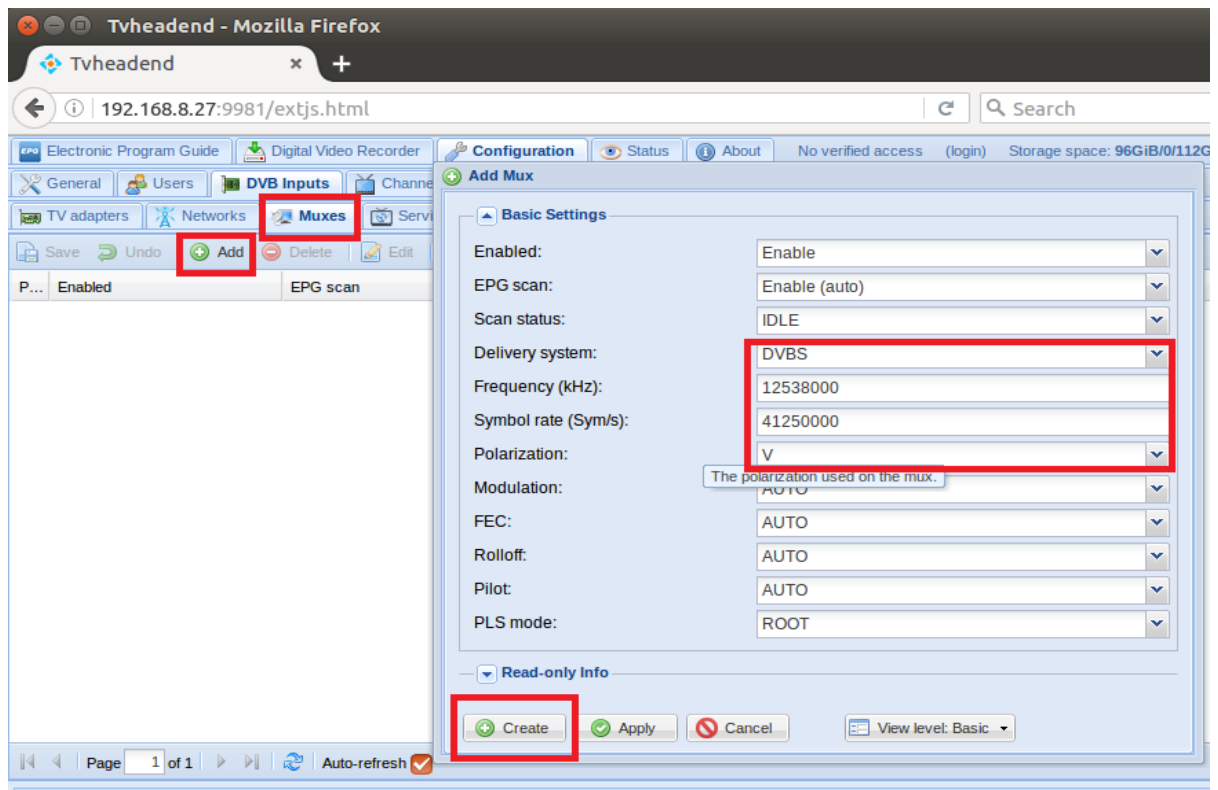 Tvheadend - Mozilla Firefox
Tvheadend
192.168.8.27:9981/extjs.html
Search
EPG Electronic Program Guide Digital Video Recorder Configuration Status About No verified access (login) Storage space: 96GiB/0/112G
General Users DVB Inputs Channe
Add Mux
TV adapters Networks Muxes Servi
Basic Settings
Save Undo Add Delete Edit
Enabled: Enable
P... Enabled EPG scan
EPG scan: Enable (auto)
Scan status: IDLE
Delivery system: DVBS
Frequency (kHz): 12538000
Symbol rate (Sym/s): 41250000
Polarization: V
The polarization used on the mux.
Modulation: AUTO
FEC: AUTO
Rolloff: AUTO
Pilot: AUTO
PLS mode: ROOT
Read-only Info
Create Apply Cancel View level: Basic
Page 1 of 1 Auto-refresh